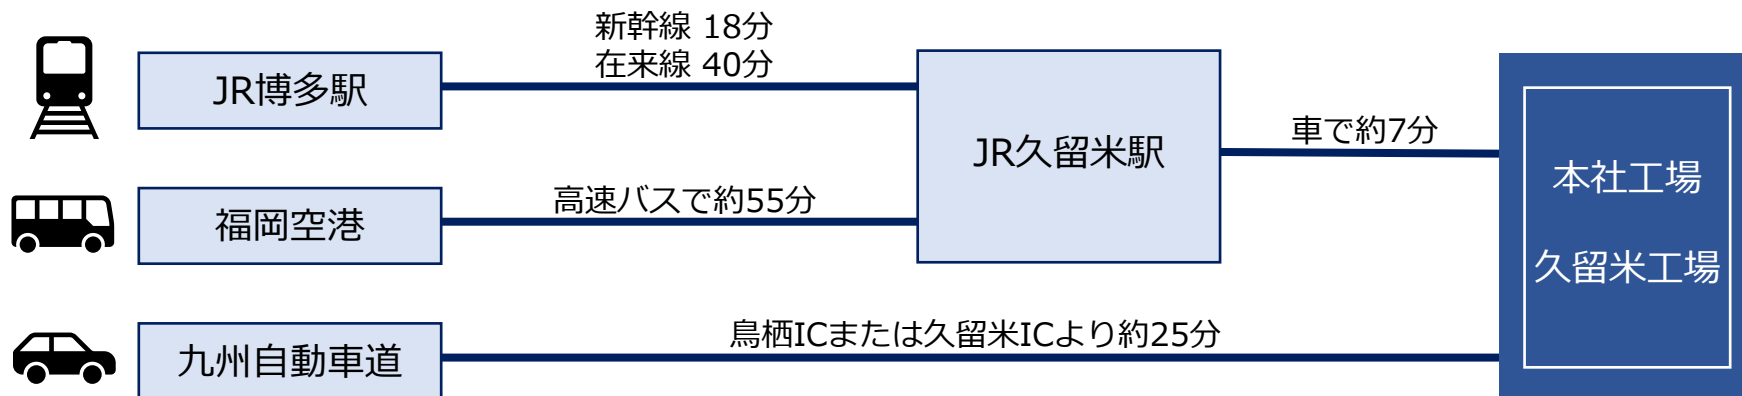 新幹線 18分
在来線 40分
JR博多駅
JR久留米駅
車で約7分
本社工場
久留米工場
高速バスで約55分
福岡空港
鳥栖ICまたは久留米ICより約25分
九州自動車道